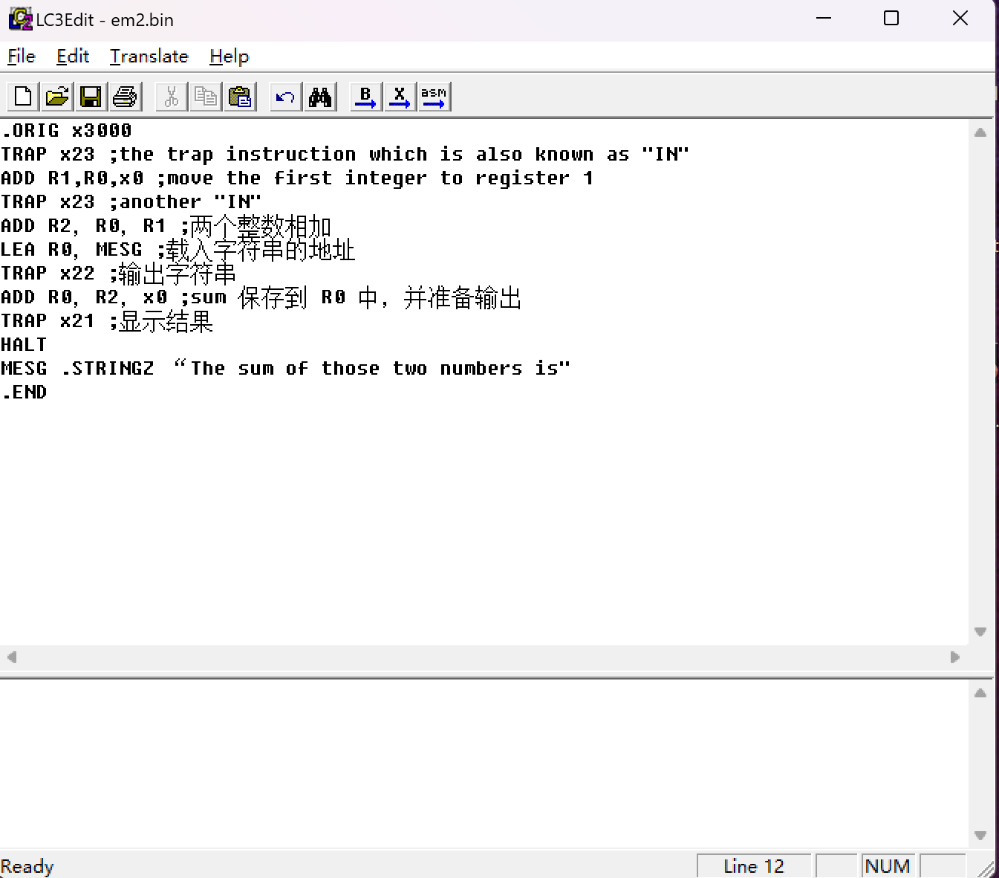 LC3Edit - em2.bin
File Edit Translate Help
B X asm
.ORIG x3000
TRAP x23 ;the trap instruction which is also known as "IN"
ADD R1,R0,x0 ;move the first integer to register 1
TRAP x23 ;another "IN"
ADD R2, R0, R1 ;两个整数相加
LEA R0, MESG ;载入字符串的地址
TRAP x22 ;输出字符串
ADD R0, R2, x0 ;sum 保存到 R0 中，并准备输出
TRAP x21 ;显示结果
HALT
MESG .STRINGZ “The sum of those two numbers is"
.END
Ready Line 12 NUM